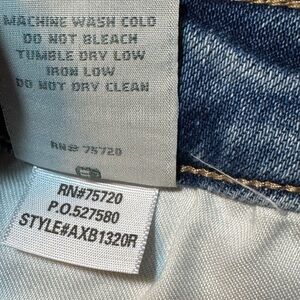 MACHINE WASH COLD
DO NOT BLEACH
TUMBLE DRY LOW
IRON LOW
DO NOT DRY CLEAN
RN# 75720
RN#75720
P.O.527580
STYLE#AXB1320R